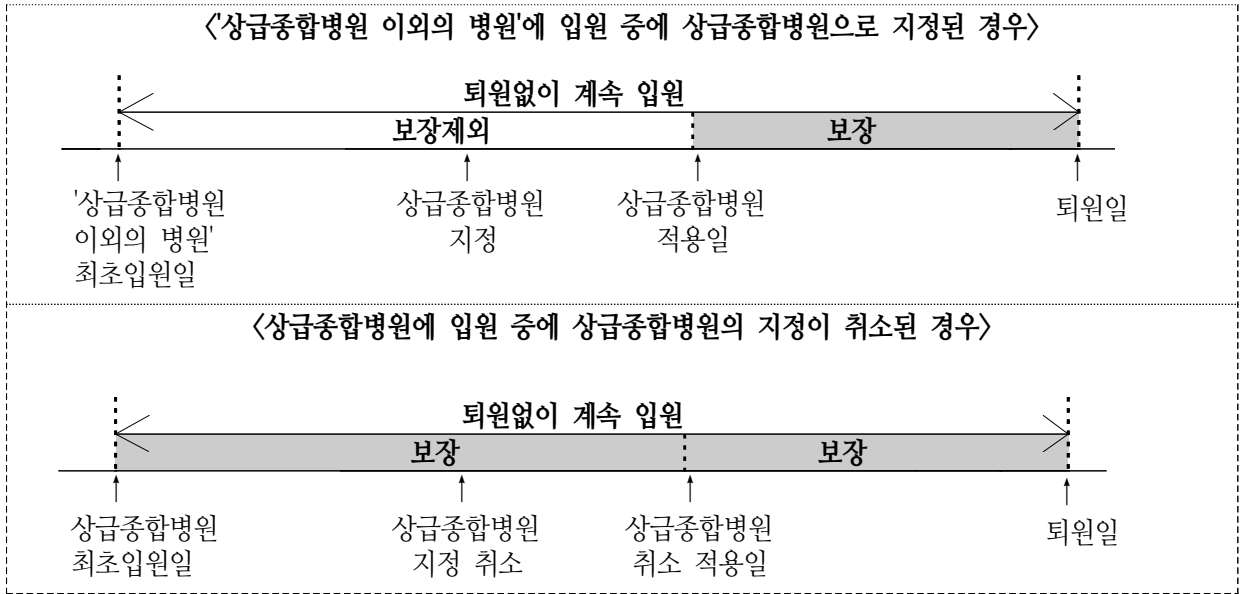 〈'상급종합병원 이외의 병원'에 입원 중에 상급종합병원으로 지정된 경우〉
퇴원없이 계속 입원
보장제외
보장
'상급종합병원
이외의 병원'
최초입원일
상급종합병원
지정
상급종합병원
적용일
퇴원일
〈상급종합병원에 입원 중에 상급종합병원의 지정이 취소된 경우〉
퇴원없이 계속 입원
보장
보장
상급종합병원
최초입원일
상급종합병원
지정 취소
상급종합병원
취소 적용일
퇴원일